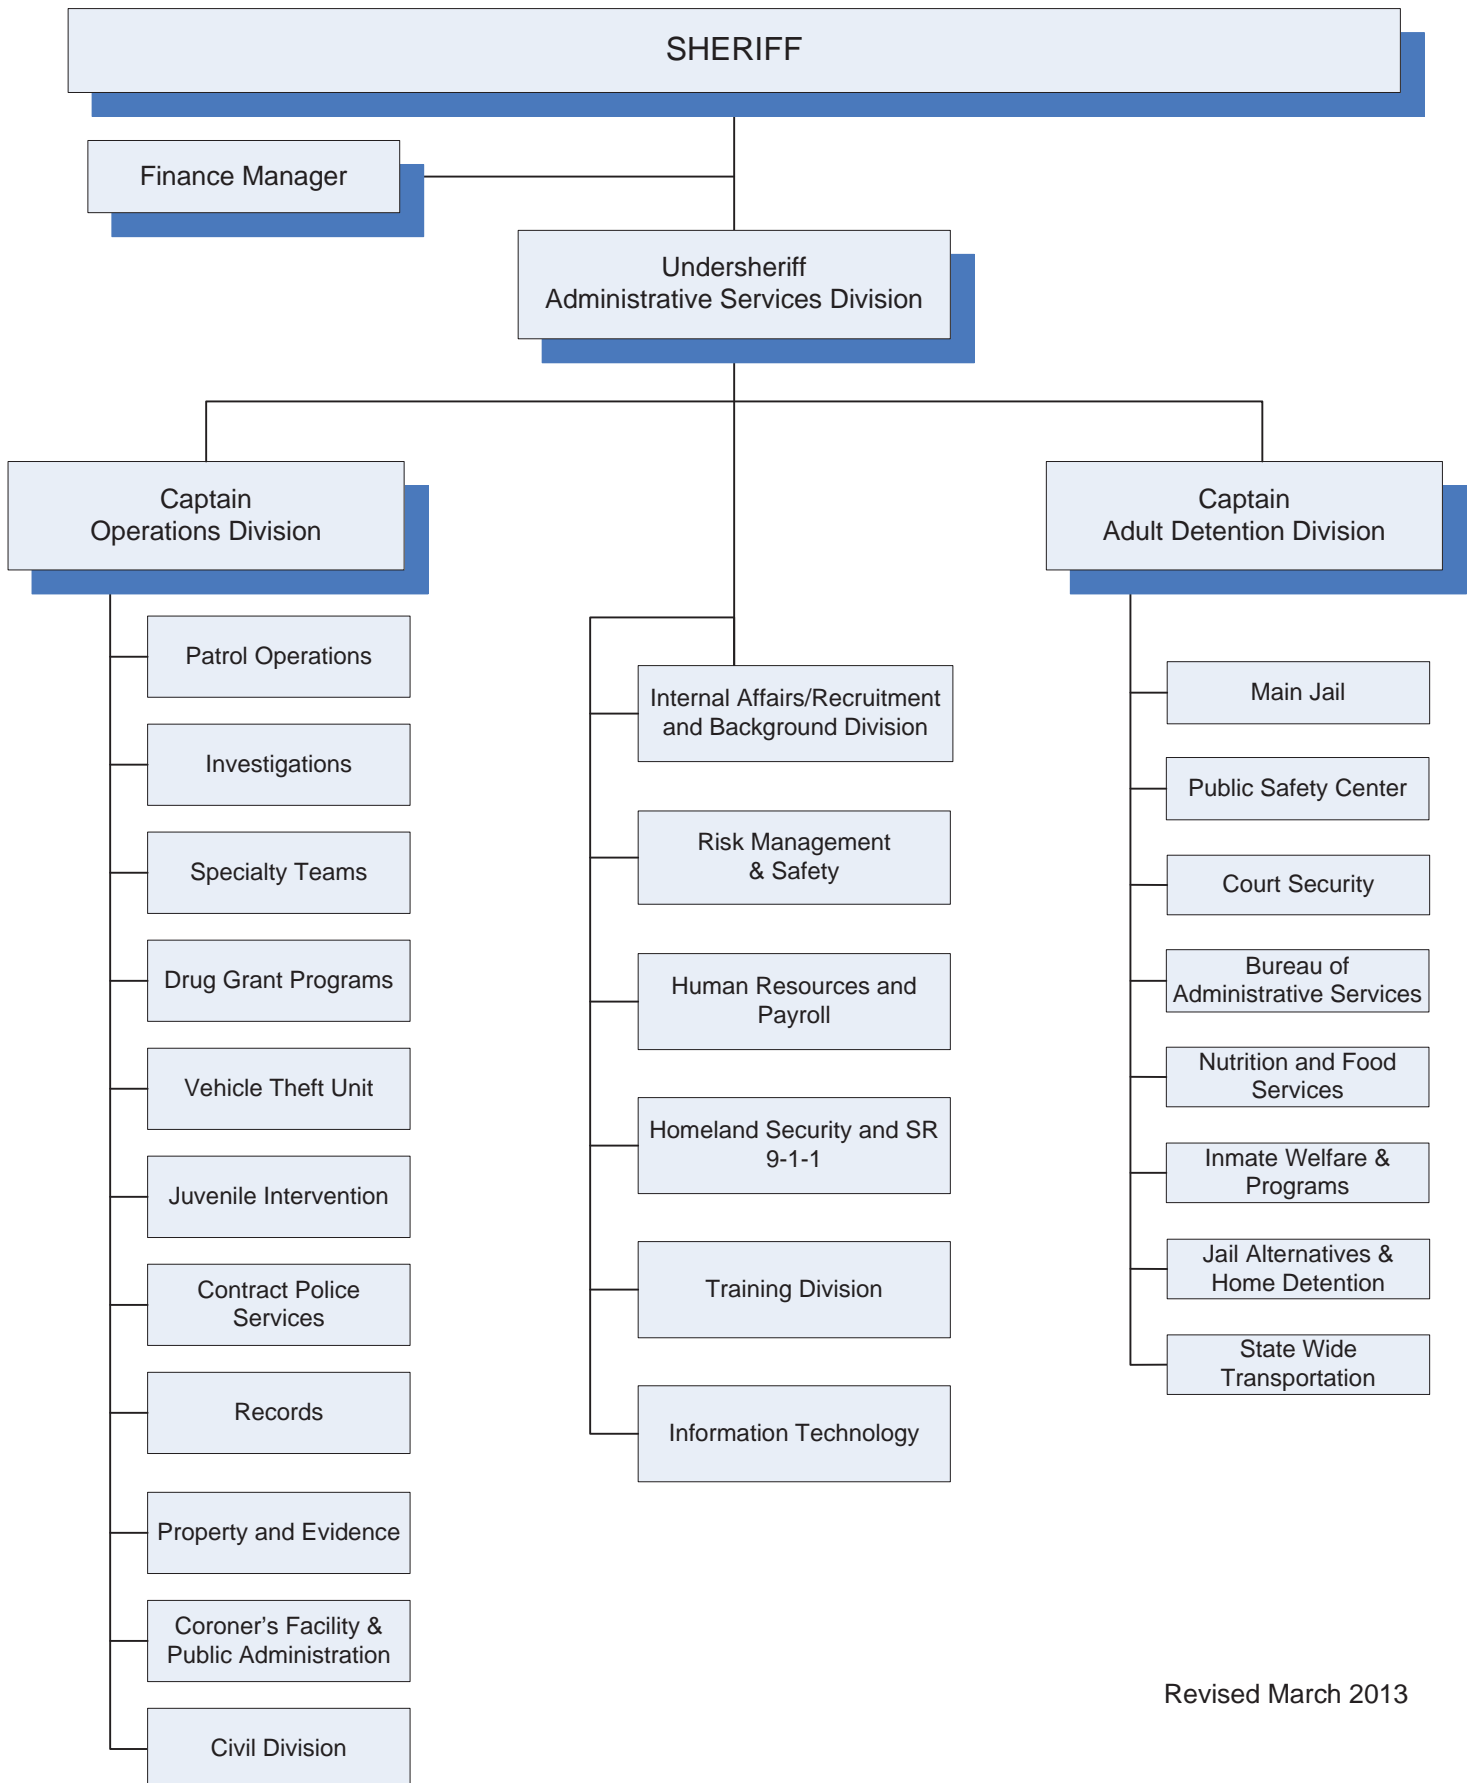 SHERIFF
Finance Manager
Undersheriff
Administrative Services Division
Captain
Operations Division
Patrol Operations
Investigations
Specialty Teams
Drug Grant Programs
Vehicle Theft Unit
Juvenile Intervention
Contract Police
Services
Records
Property and Evidence
Coroner’s Facility &
Public Administration
Civil Division
Internal Affairs/Recruitment
and Background Division
Risk Management
& Safety
Human Resources and
Payroll
Homeland Security and SR
9-1-1
Training Division
Information Technology
Captain
Adult Detention Division
Main Jail
Public Safety Center
Court Security
Bureau of
Administrative Services
Nutrition and Food
Services
Inmate Welfare &
Programs
Jail Alternatives &
Home Detention
State Wide
Transportation
Revised March 2013